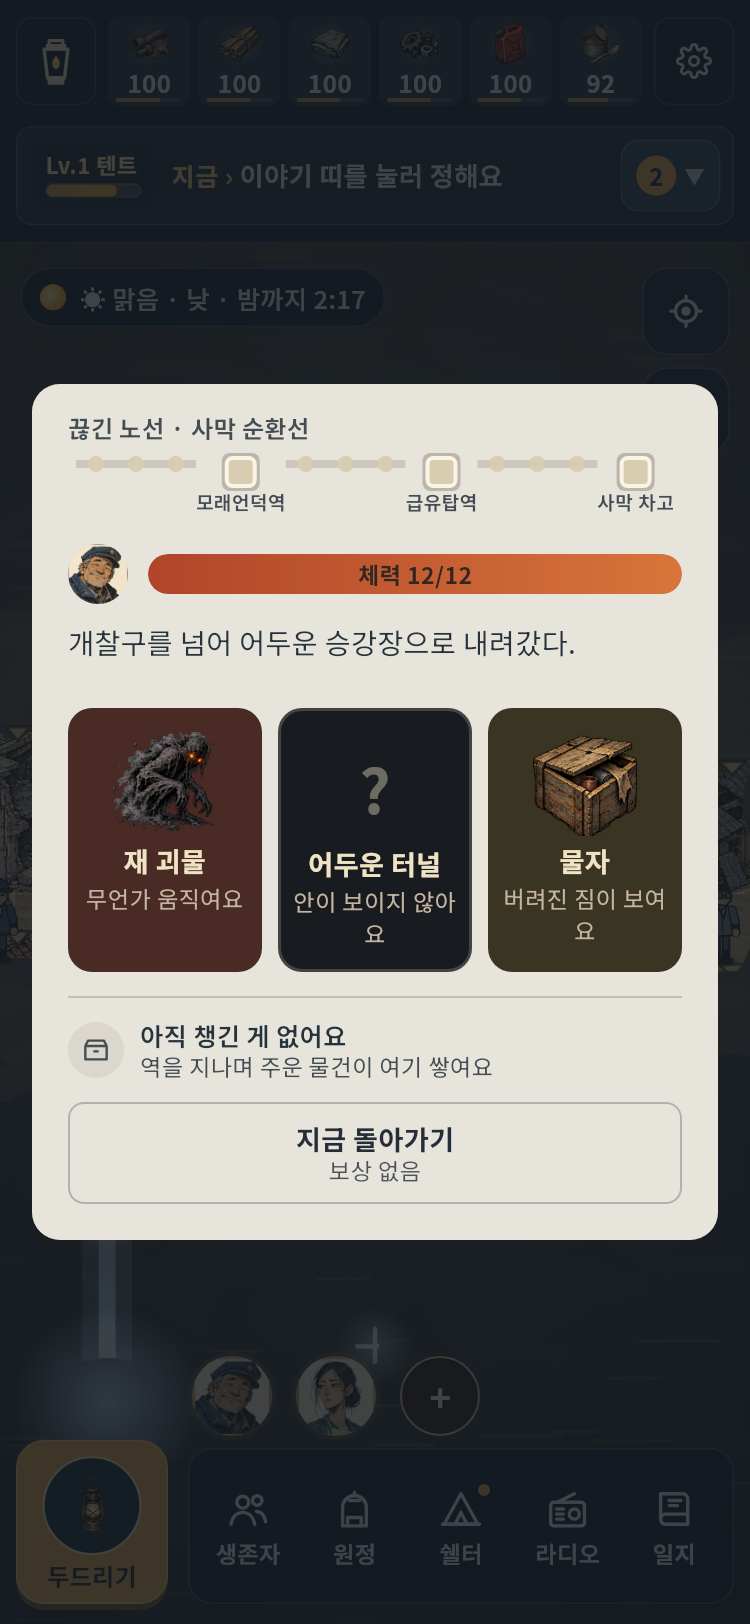 100 100 100 100 100 92
Lv.1 텐트
지금 › 이야기 띠를 눌러 정해요
2
맑음 · 낮 · 밤까지 2:17
끊긴 노선 · 사막 순환선
모래언덕역 급유탑역 사막 차고
체력 12/12
개찰구를 넘어 어두운 승강장으로 내려갔다.
?
재 괴물
무언가 움직여요
어두운 터널
안이 보이지 않아
요
물자
버려진 짐이 보여
요
아직 챙긴 게 없어요
역을 지나며 주운 물건이 여기 쌓여요
지금 돌아가기
보상 없음
+
두드리기
생존자 원정 쉘터 라디오 일지